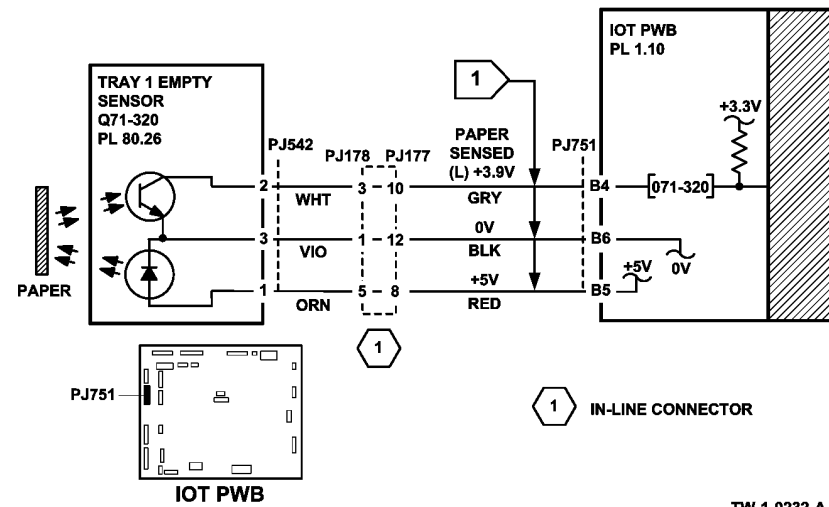 IOT PWB
PL 1.10
TRAY 1 EMPTY
SENSOR
Q71-320
PL 80.26
1
+3.3V
PJ542
PJ178 PJ177
PAPER
SENSED
(L) +3.9V
PJ751
2 WHT 3 10 GRY B4 [071-320]
0V
3 VIO 1 12 BLK B6
+5V 0V
+5V
1 ORN 5 8 RED B5
PAPER
1
PJ751
1 IN-LINE CONNECTOR
IOT PWB